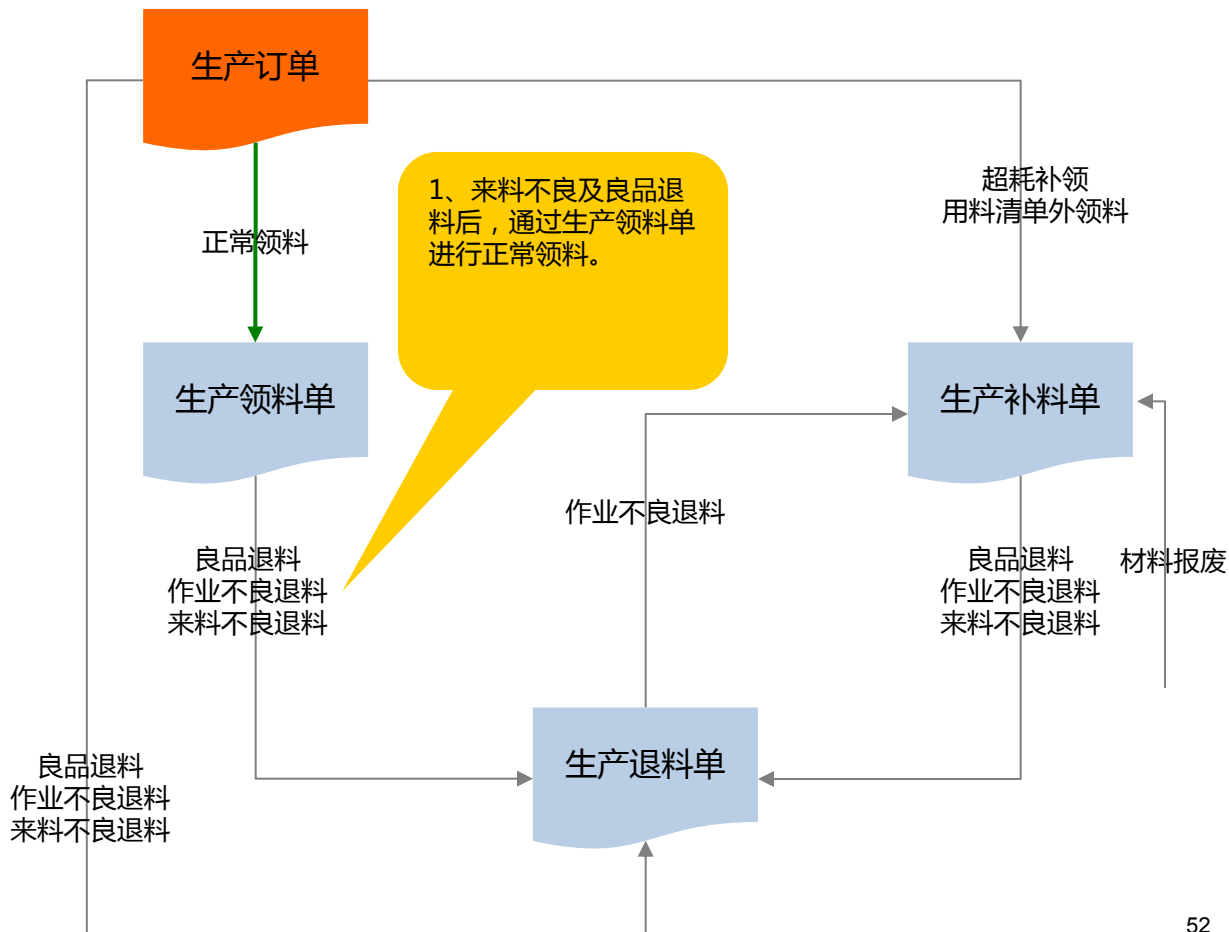 生产订单
正常领料
1、来料不良及良品退
料后，通过生产领料单
进行正常领料。
超耗补领
用料清单外领料
生产领料单
生产补料单
作业不良退料
良品退料
作业不良退料
来料不良退料
良品退料
作业不良退料
来料不良退料
材料报废
生产退料单
良品退料
作业不良退料
来料不良退料
52